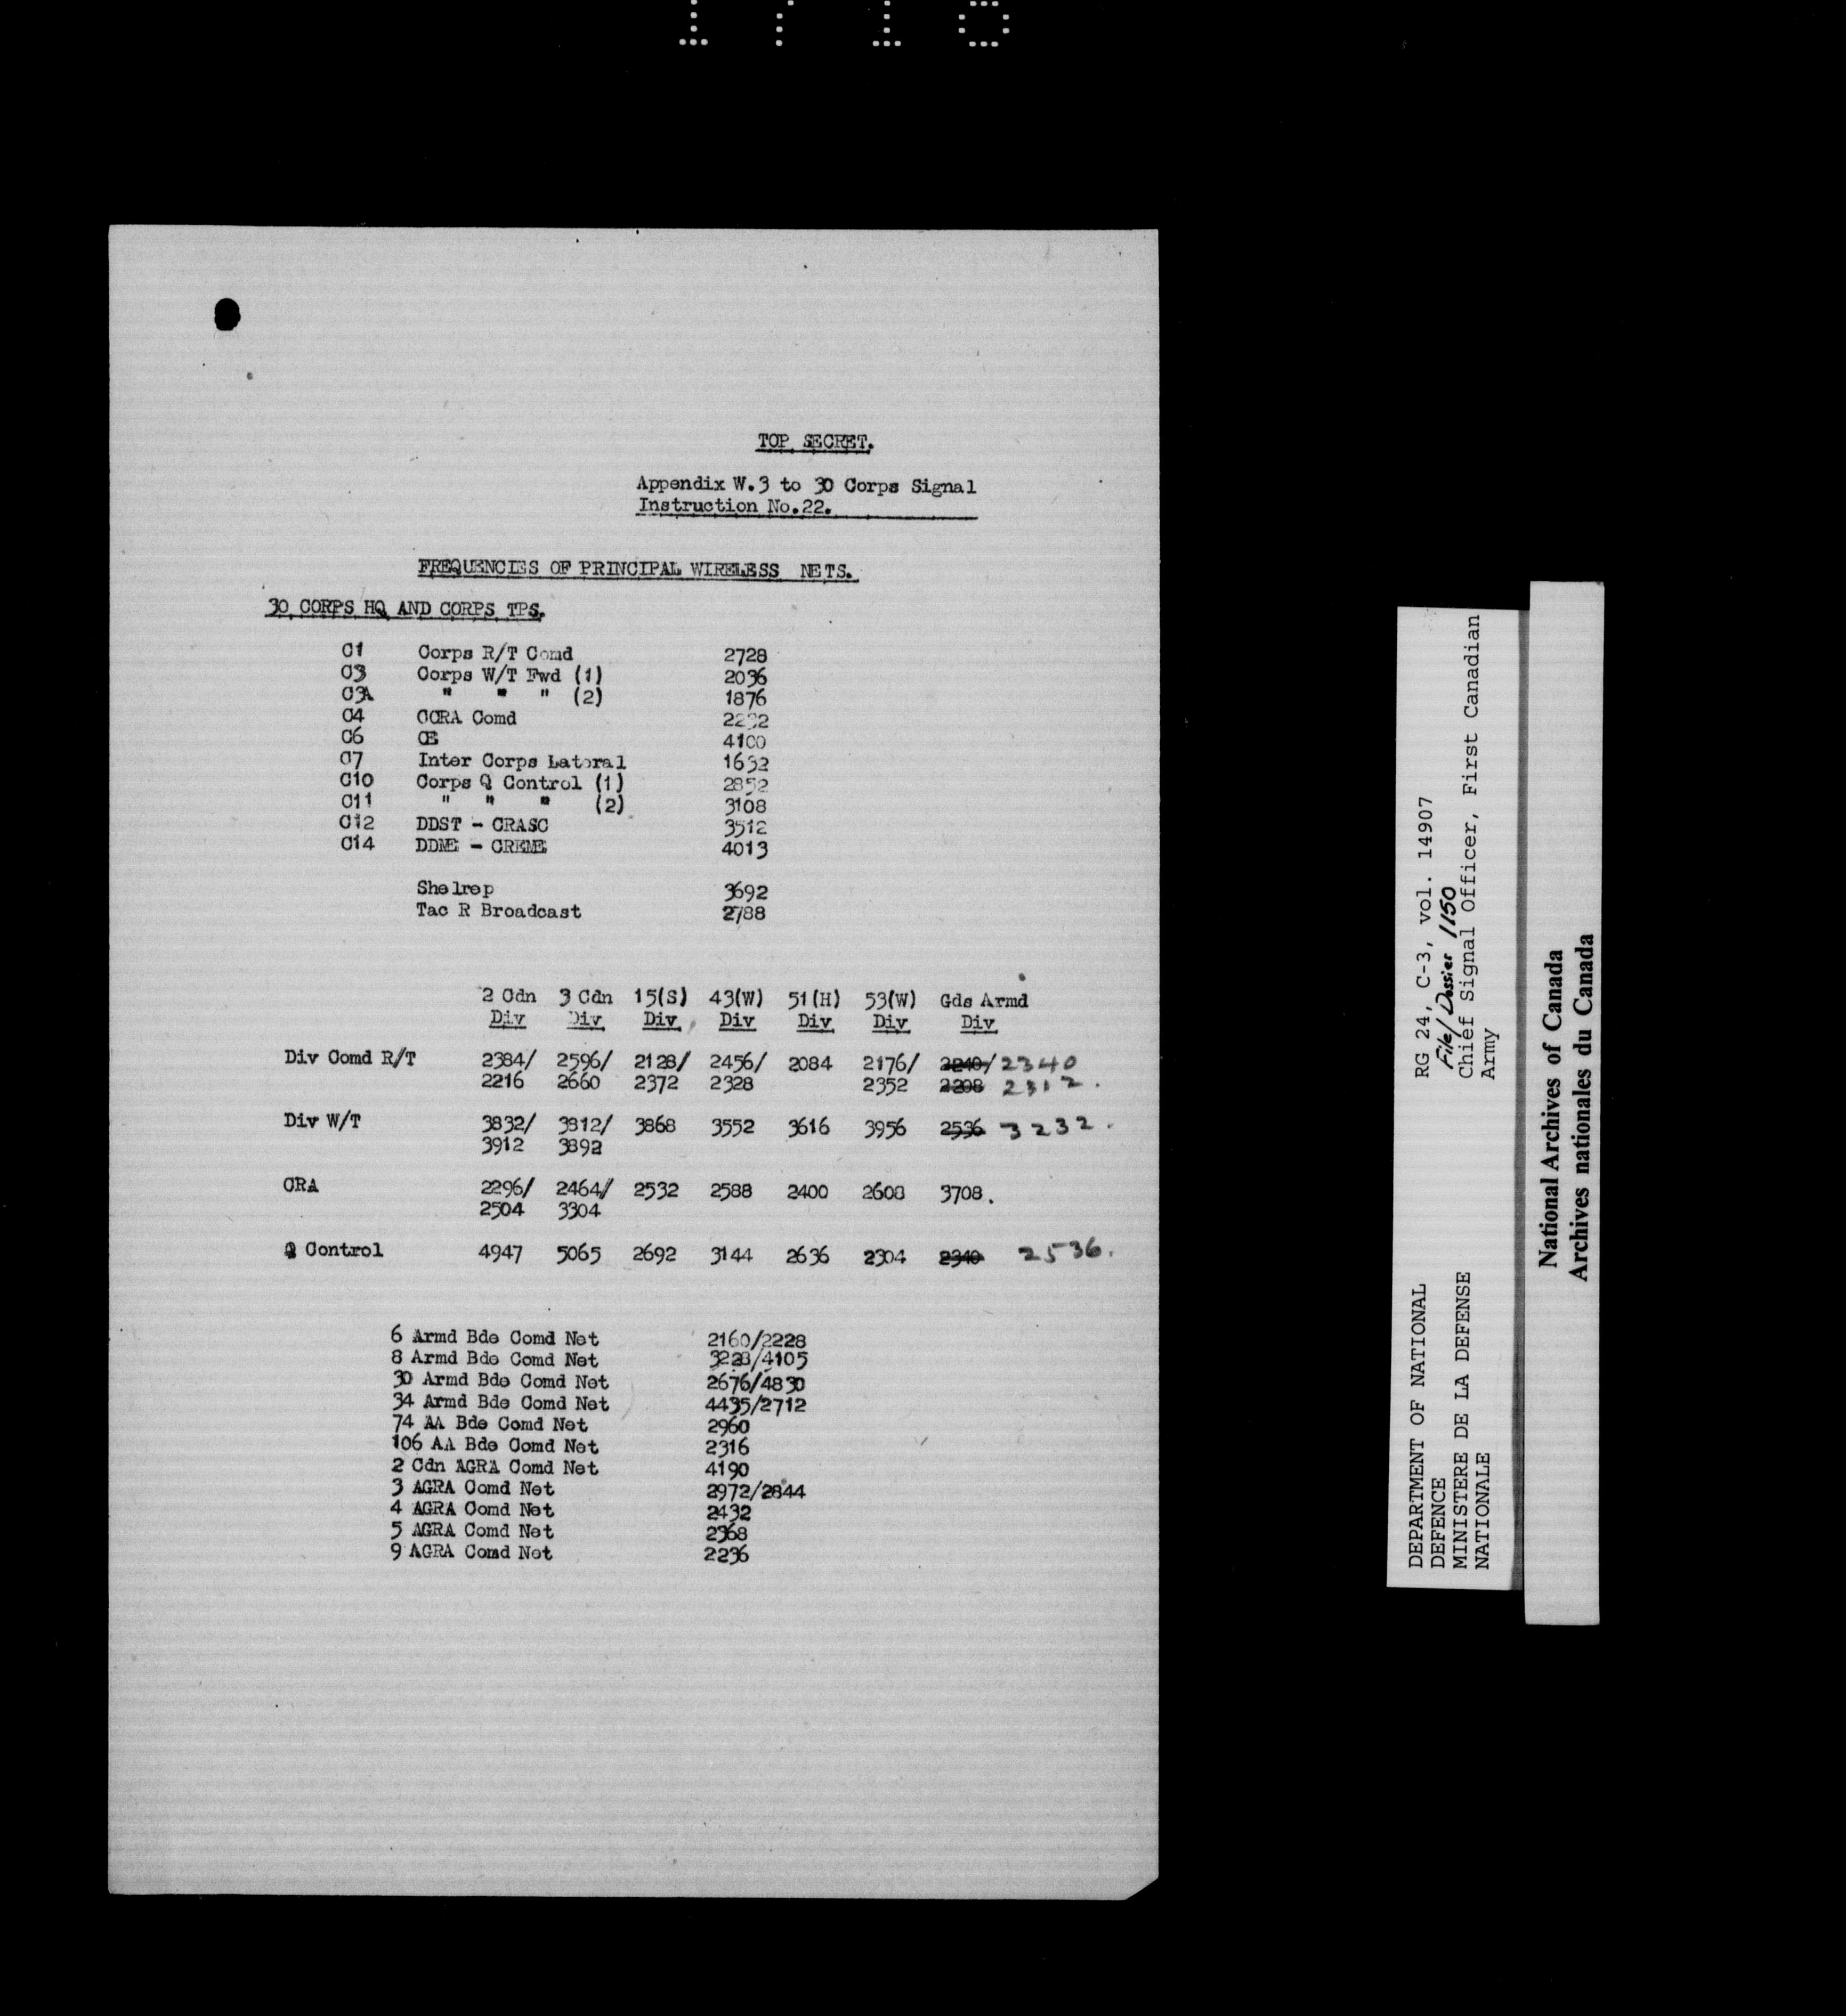 1710
TOP SECRET.
Appendix W.3 to 30 Corps Signal
Instruction No.22.
FREQUENCIES OF PRINCIPAL WIRELESS NETS.
30 CORPS HQ AND CORPS TPS.
C1 Corps R/T Comd 2728
C3 Corps W/T Fwd (1) 2036
C3A " " " (2) 1876
C4 CCRA Comd 2232
C6 CE 4100
C7 Inter Corps Lateral 1632
C10 Corps Q Control (1) 2852
C11 " " " (2) 3108
C12 DDST - CRASC 3512
C14 DDME - CREME 4013
Shelrep 3692
Tac R Broadcast 2788
2 Cdn 3 Cdn 15(S) 43(W) 51(H) 53(W) Gds Armd
Div Div Div Div Div Div Div
Div Comd R/T 2384/ 2596/ 2128/ 2456/ 2084 2176/ 2240/ 2340
2216 2660 2372 2328 2352 2208 2312.
Div W/T 3832/ 3812/ 3868 3552 3616 3956 2536 3232.
3912 3892
CRA 2296/ 2464/ 2532 2588 2400 2608 3708.
2504 3304
Q Control 4947 5065 2692 3144 2636 2304 2340 2536.
6 Armd Bde Comd Net 2160/2228
8 Armd Bde Comd Net 3228/4105
30 Armd Bde Comd Net 2676/4830
34 Armd Bde Comd Net 4435/2712
74 AA Bde Comd Net 2960
106 AA Bde Comd Net 2316
2 Cdn AGRA Comd Net 4190
3 AGRA Comd Net 2972/2844
4 AGRA Comd Net 2432
5 AGRA Comd Net 2368
9 AGRA Comd Net 2236
DEPARTMENT OF NATIONAL
DEFENCE
MINISTERE DE LA DEFENSE
NATIONALE
RG 24, C-3, vol. 14907
File/Dossier 1150
Chief Signal Officer, First Canadian
Army
National Archives of Canada
Archives nationales du Canada